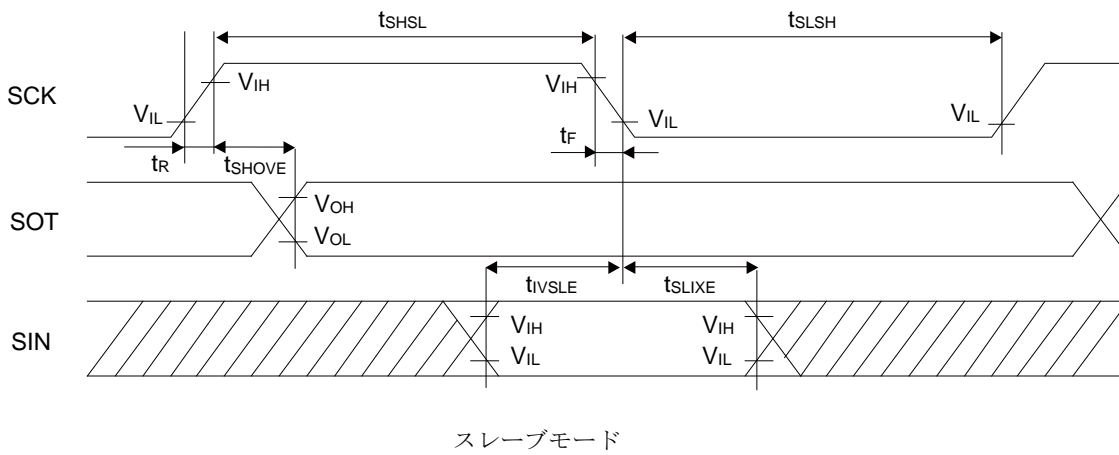 tSHSL tSLSH
SCK VIH VIH
VIL VIL VIL
tR tSHOVE tF
SOT VOH
VOL
tIVSLE tSLIXE
SIN VIH VIH
VIL VIL
スレーブモード